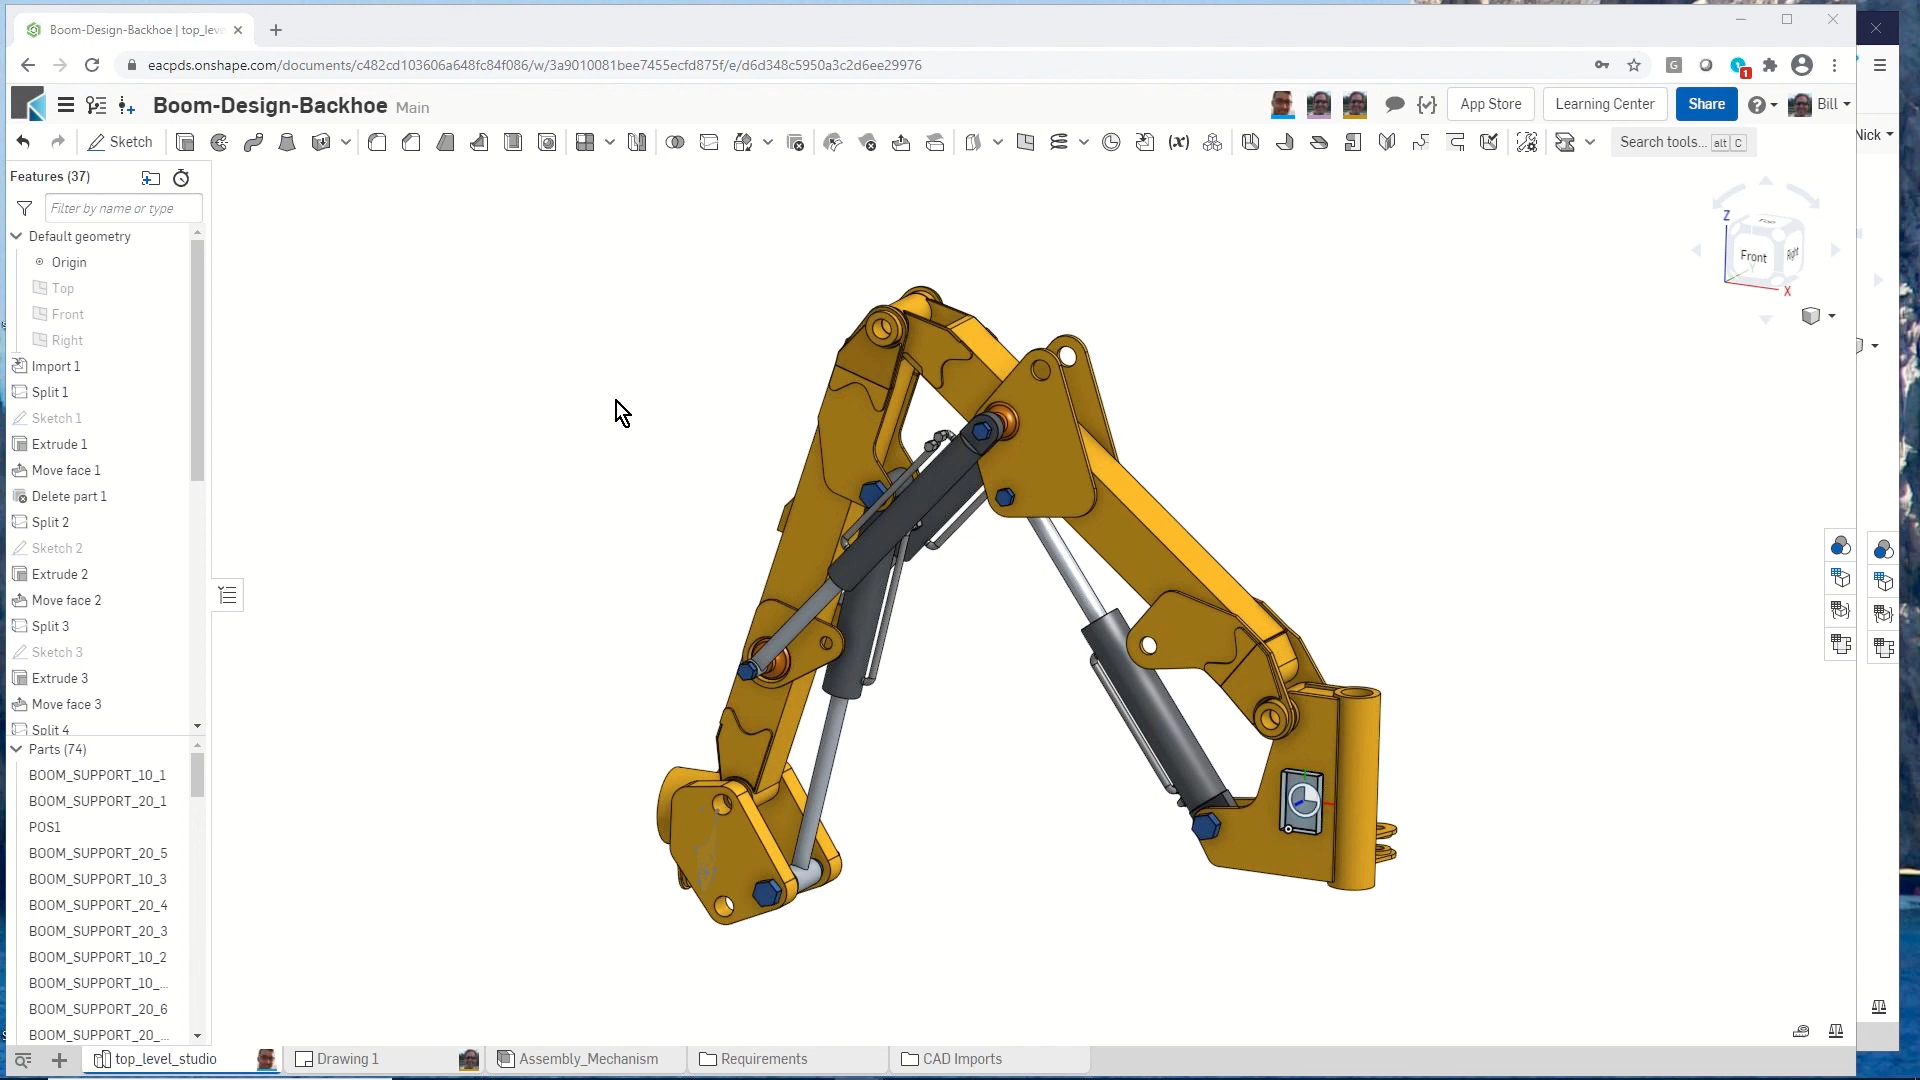 Boom-Design-Backhoe | top_leve
eacpds.onshape.com/documents/c482cd103606a648fc84f086/w/3a9010081bee7455ecfd875f/e/d6d348c5950a3c2d6ee29976
G
1
Boom-Design-Backhoe Main
App Store
Learning Center
Share
Bill
Nick
Sketch
(x)
Search tools... alt C
Features (37)
Filter by name or type
Default geometry
Origin
Top
Front
Right
Import 1
Split 1
Sketch 1
Extrude 1
Move face 1
Delete part 1
Split 2
Sketch 2
Extrude 2
Move face 2
Split 3
Sketch 3
Extrude 3
Move face 3
Split 4
Parts (74)
BOOM_SUPPORT_10_1
BOOM_SUPPORT_20_1
POS1
BOOM_SUPPORT_20_5
BOOM_SUPPORT_10_3
BOOM_SUPPORT_20_4
BOOM_SUPPORT_20_3
BOOM_SUPPORT_10_2
BOOM_SUPPORT_10_...
BOOM_SUPPORT_20_6
BOOM_SUPPORT_20_...
Z
Top
Front
Right
Y
X
top_level_studio
Drawing 1
Assembly_Mechanism
Requirements
CAD Imports